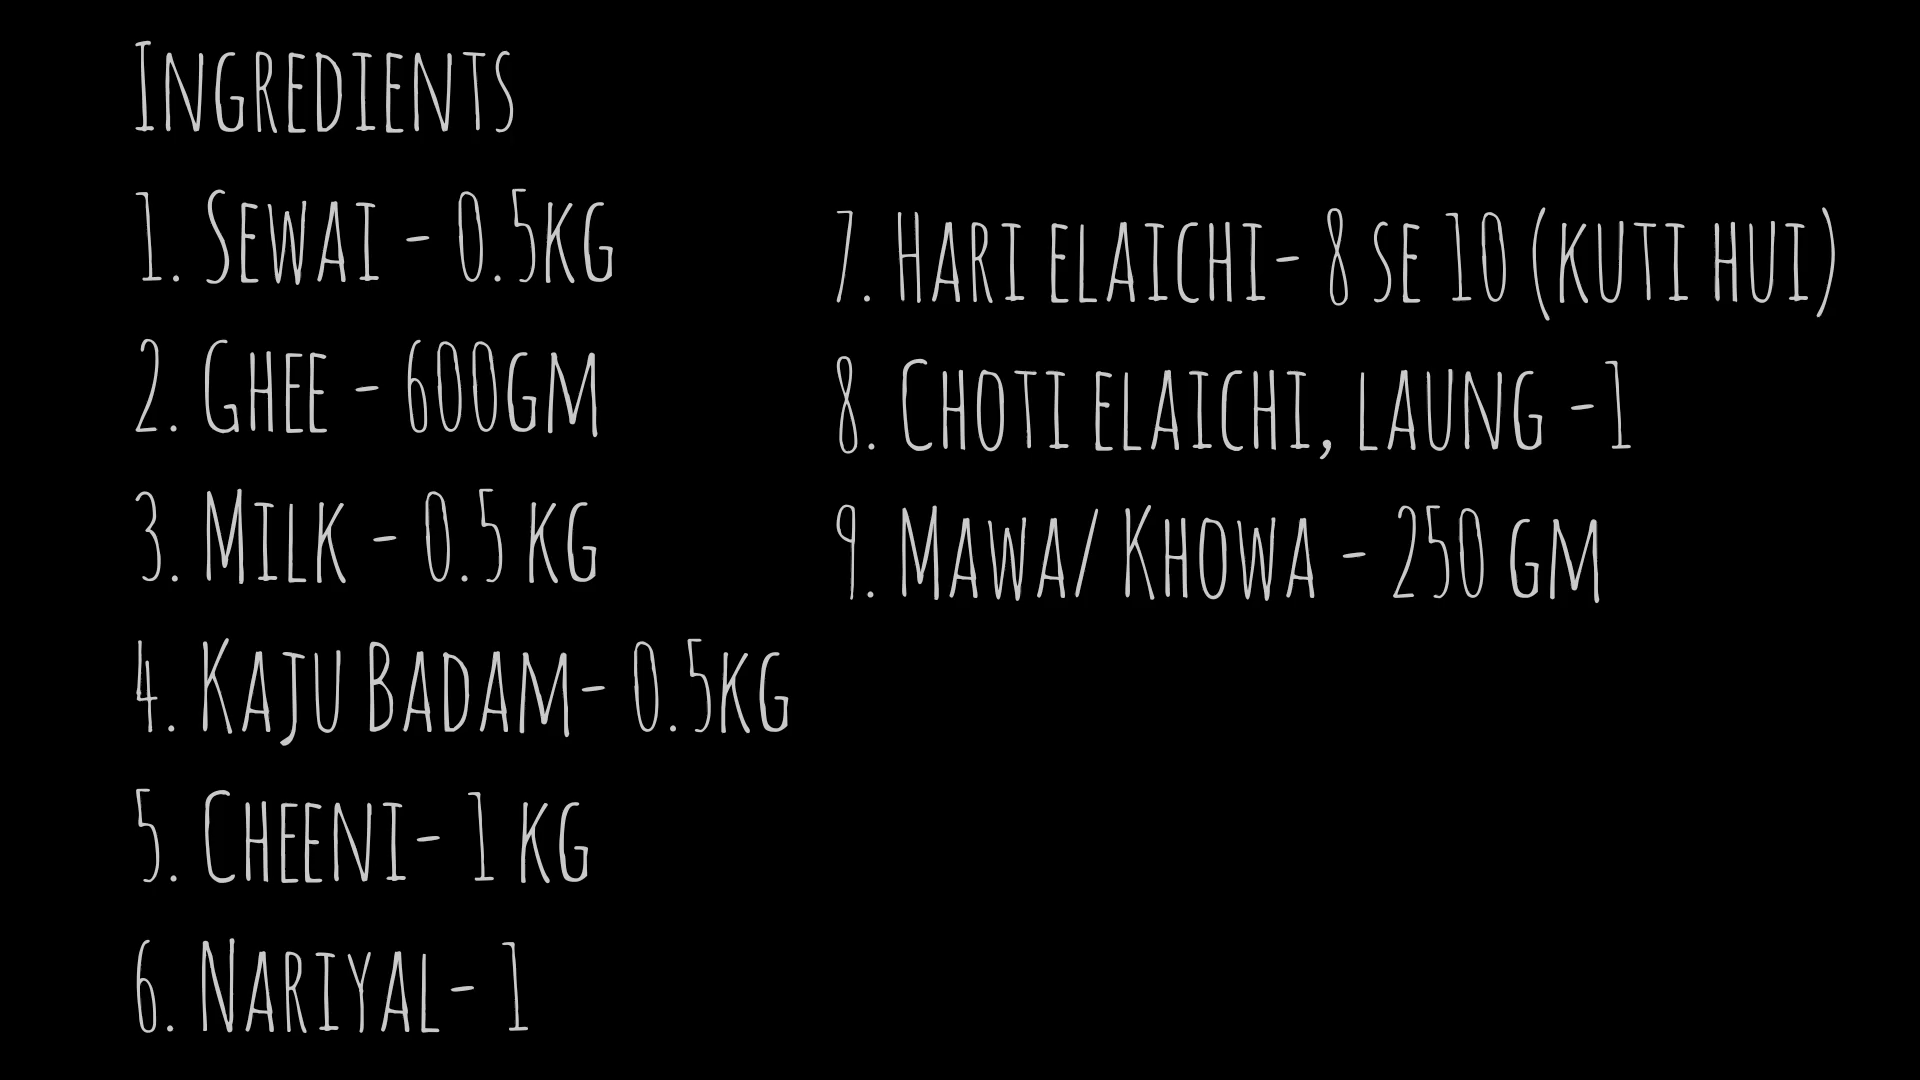 Ingredients
1. Sewai - 0.5kg
2. Ghee - 600gm
3. Milk - 0.5 kg
4. Kaju Badam- 0.5kg
5. Cheeni- 1 kg
6. Nariyal- 1
7. Hari elaichi- 8 se 10 (kuti hui)
8. Choti elaichi, laung -1
9. Mawa/ Khowa - 250 gm